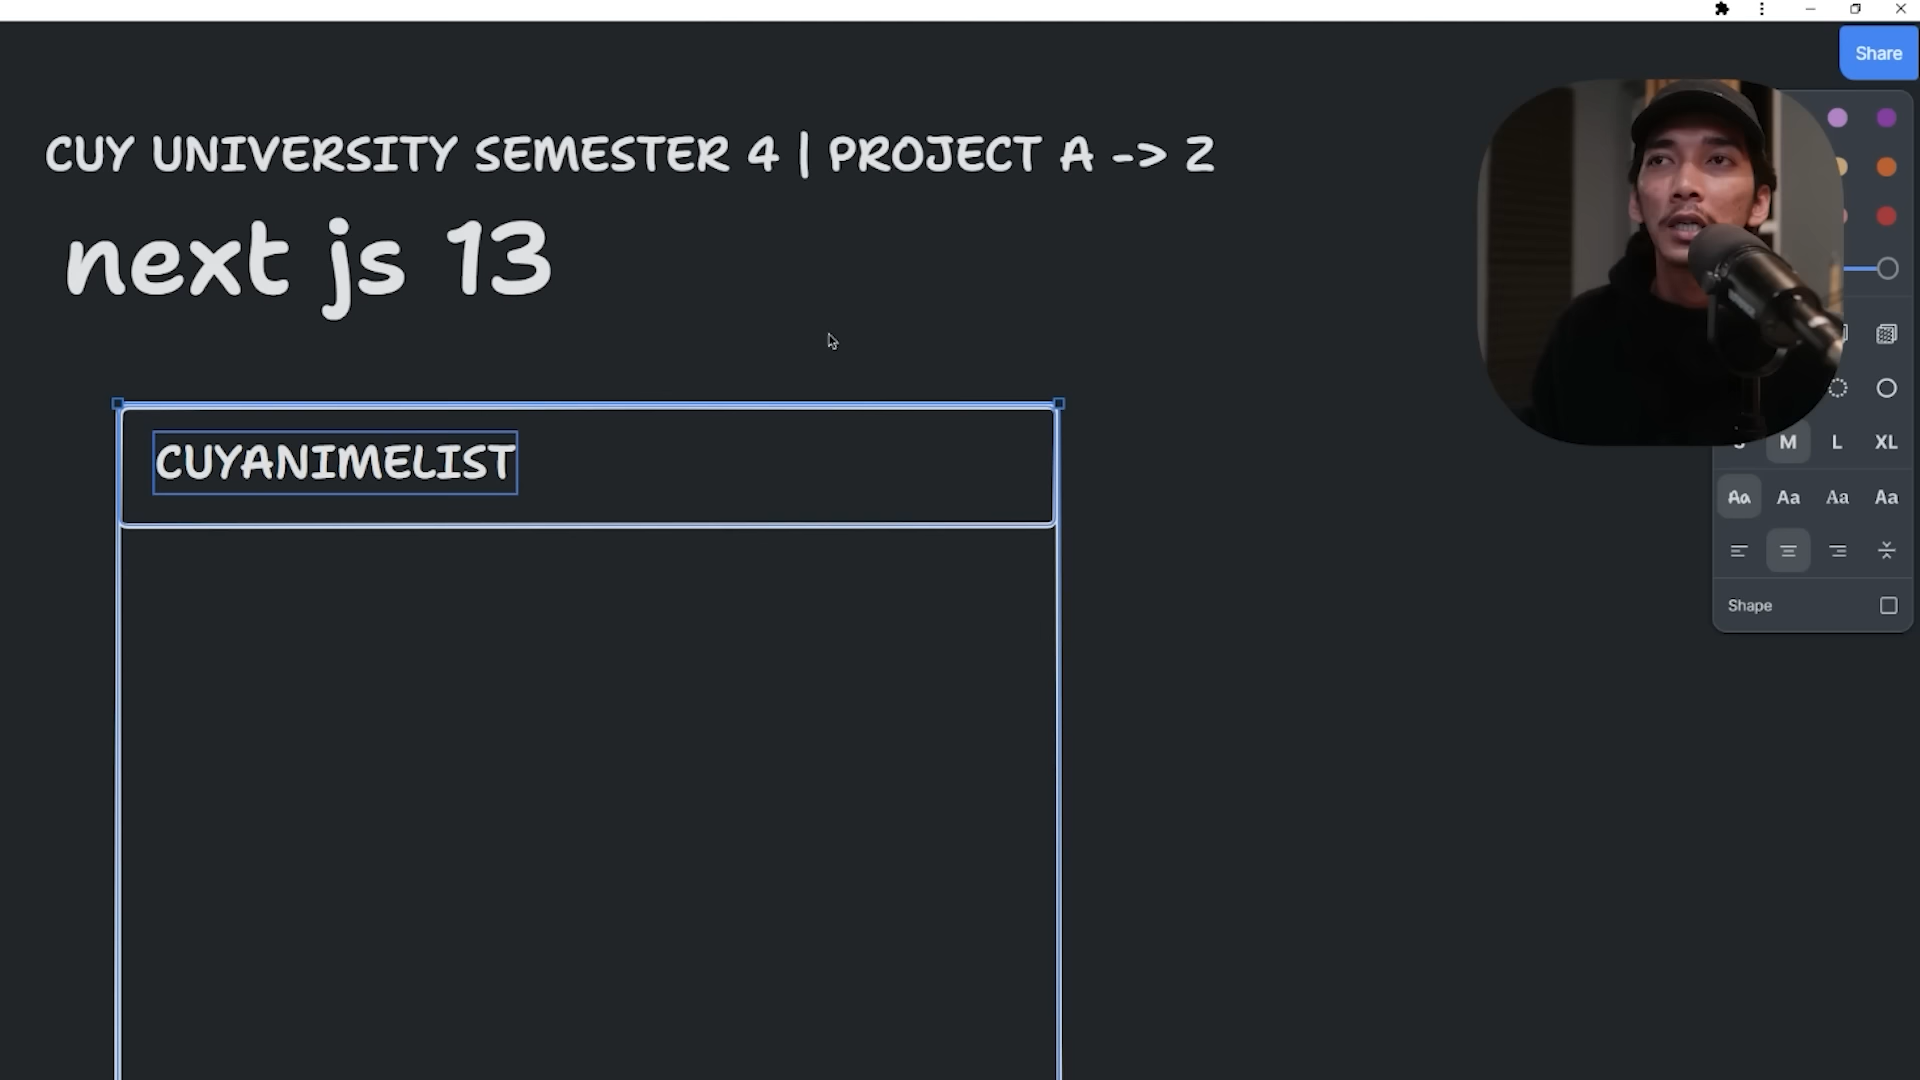 Share
CUY UNIVERSITY SEMESTER 4 | PROJECT A -> Z
next js 13
CUYANIMELIST
M L XL
Aa Aa Aa Aa
Shape